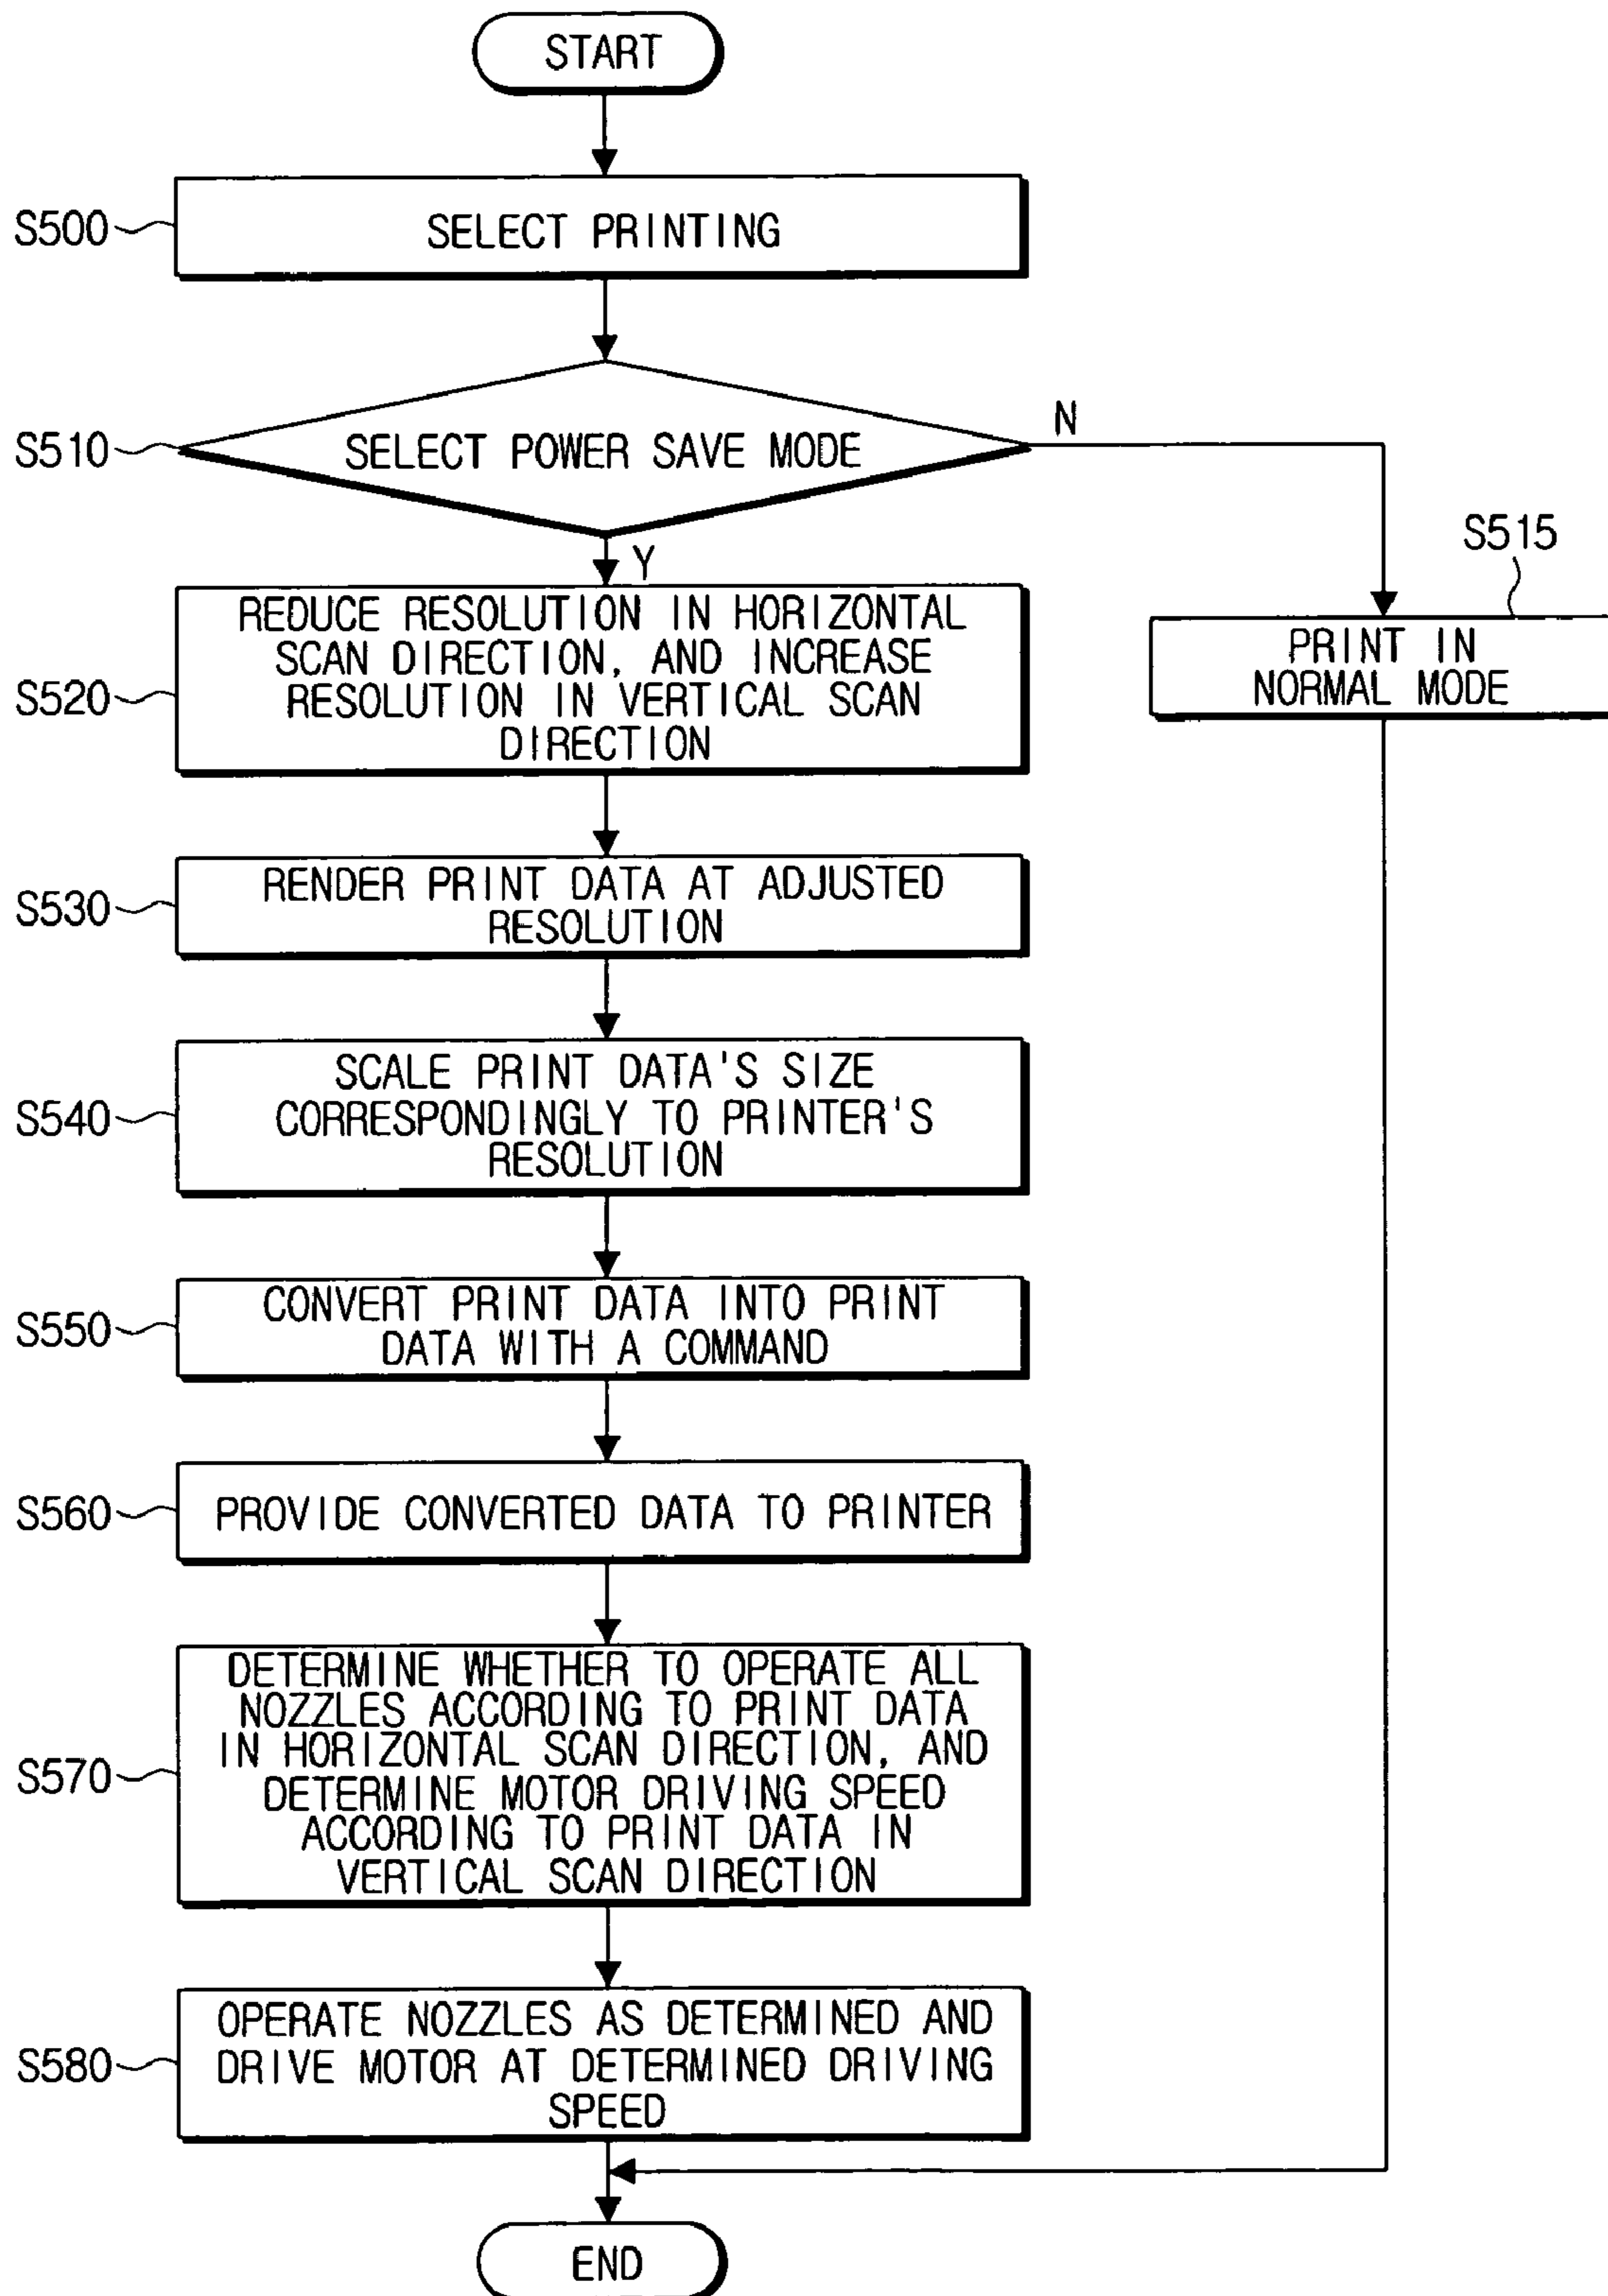 START
S500
SELECT PRINTING
S510
SELECT POWER SAVE MODE
N
Y
S515
PRINT IN
NORMAL MODE
S520
REDUCE RESOLUTION IN HORIZONTAL
SCAN DIRECTION, AND INCREASE
RESOLUTION IN VERTICAL SCAN
DIRECTION
S530
RENDER PRINT DATA AT ADJUSTED
RESOLUTION
S540
SCALE PRINT DATA'S SIZE
CORRESPONDINGLY TO PRINTER'S
RESOLUTION
S550
CONVERT PRINT DATA INTO PRINT
DATA WITH A COMMAND
S560
PROVIDE CONVERTED DATA TO PRINTER
S570
DETERMINE WHETHER TO OPERATE ALL
NOZZLES ACCORDING TO PRINT DATA
IN HORIZONTAL SCAN DIRECTION, AND
DETERMINE MOTOR DRIVING SPEED
ACCORDING TO PRINT DATA IN
VERTICAL SCAN DIRECTION
S580
OPERATE NOZZLES AS DETERMINED AND
DRIVE MOTOR AT DETERMINED DRIVING
SPEED
END